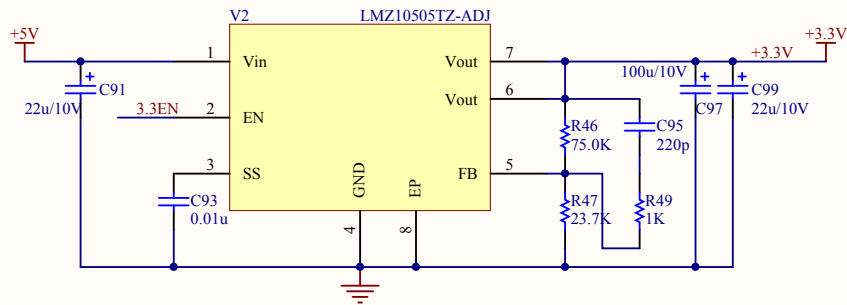 V2 LMZ10505TZ-ADJ
+5V
+3.3V
1 Vin Vout 7
+3.3V
100u/10V
C91
22u/10V
C97
C99
22u/10V
3.3EN 2 EN
Vout 6
R46
75.0K
C95
220p
3 SS FB 5
GND EP
C93
0.01u
R47
23.7K
R49
1K
4 8